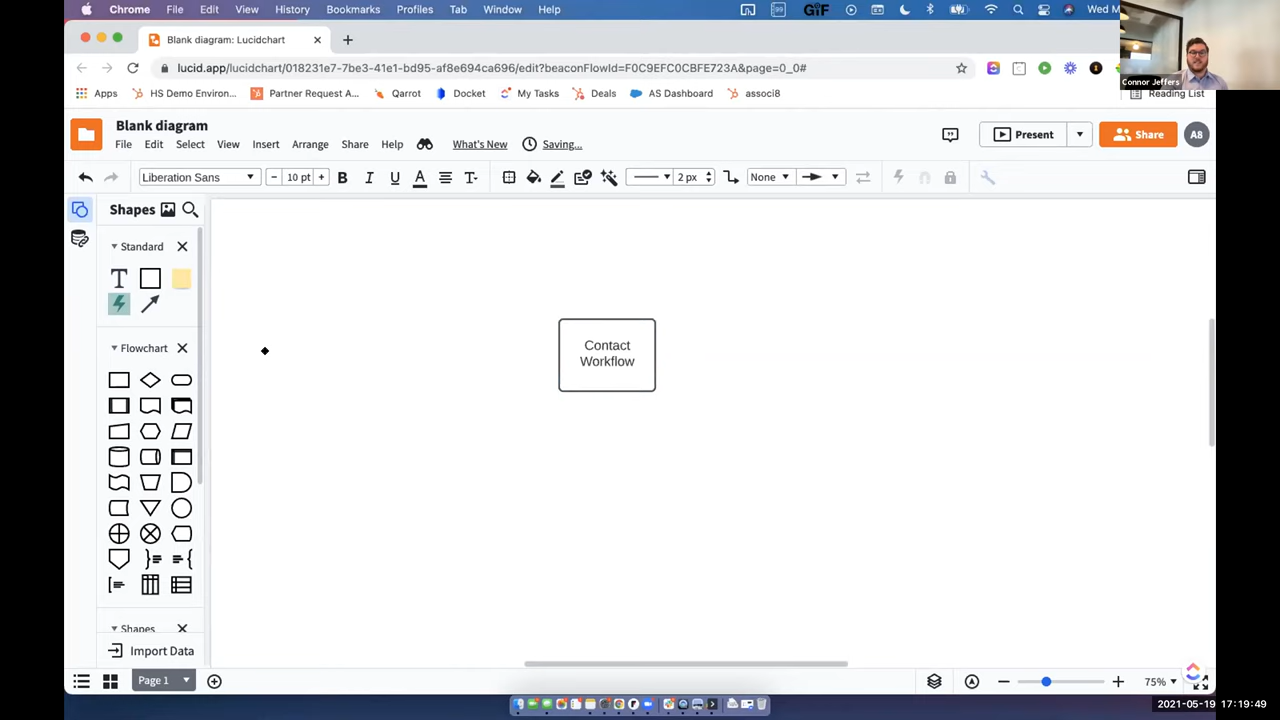 Chrome File Edit View History Bookmarks Profiles Tab Window Help GIF Wed M
Blank diagram: Lucidchart
lucid.app/lucidchart/018231e7-7be3-41e1-bd95-af8e694ca696/edit?beaconFlowId=F0C9EFC0CBFE723A&page=0_0#
Connor Jeffers
Apps HS Demo Environ... Partner Request A... Qarrot My Tasks Deals AS Dashboard associ8 Reading List
Blank diagram
File Edit Select View Insert Arrange Share Help What's New Saving...
Present Share A8
Liberation Sans 10 pt B I U A T 2 px None
Shapes
Standard
T
Flowchart
Contact
Workflow
Shapes
Import Data
Page 1 75%
2021-05-19 17:19:49